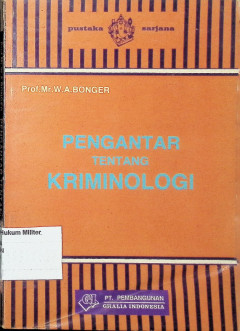 pustaka sarjana
Prof.Mr.W.A.BONGER
PENGANTAR
TENTANG
KRIMINOLOGI
Hukum Militer
PT. PEMBANGUNAN
GHALIA INDONESIA